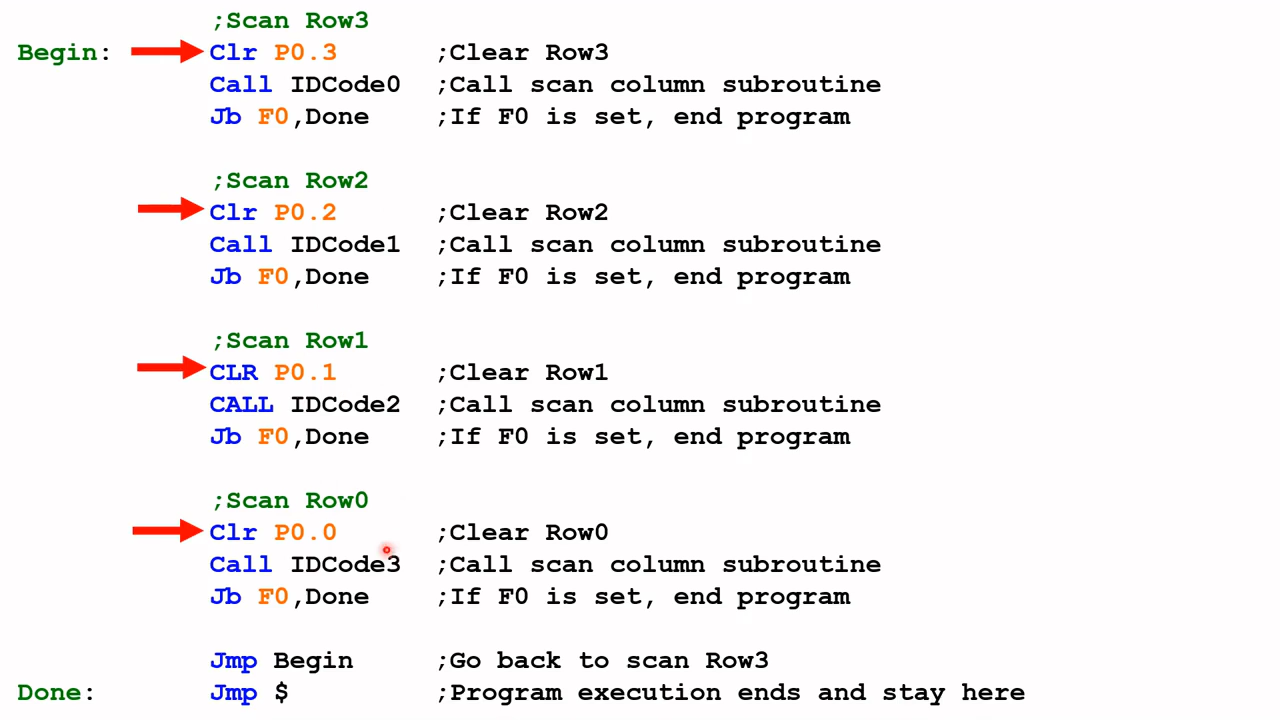 ;Scan Row3
Begin: Clr P0.3 ;Clear Row3
Call IDCode0 ;Call scan column subroutine
Jb F0,Done ;If F0 is set, end program
;Scan Row2
Clr P0.2 ;Clear Row2
Call IDCode1 ;Call scan column subroutine
Jb F0,Done ;If F0 is set, end program
;Scan Row1
CLR P0.1 ;Clear Row1
CALL IDCode2 ;Call scan column subroutine
Jb F0,Done ;If F0 is set, end program
;Scan Row0
Clr P0.0 ;Clear Row0
Call IDCode3 ;Call scan column subroutine
Jb F0,Done ;If F0 is set, end program
Jmp Begin ;Go back to scan Row3
Done: Jmp $ ;Program execution ends and stay here